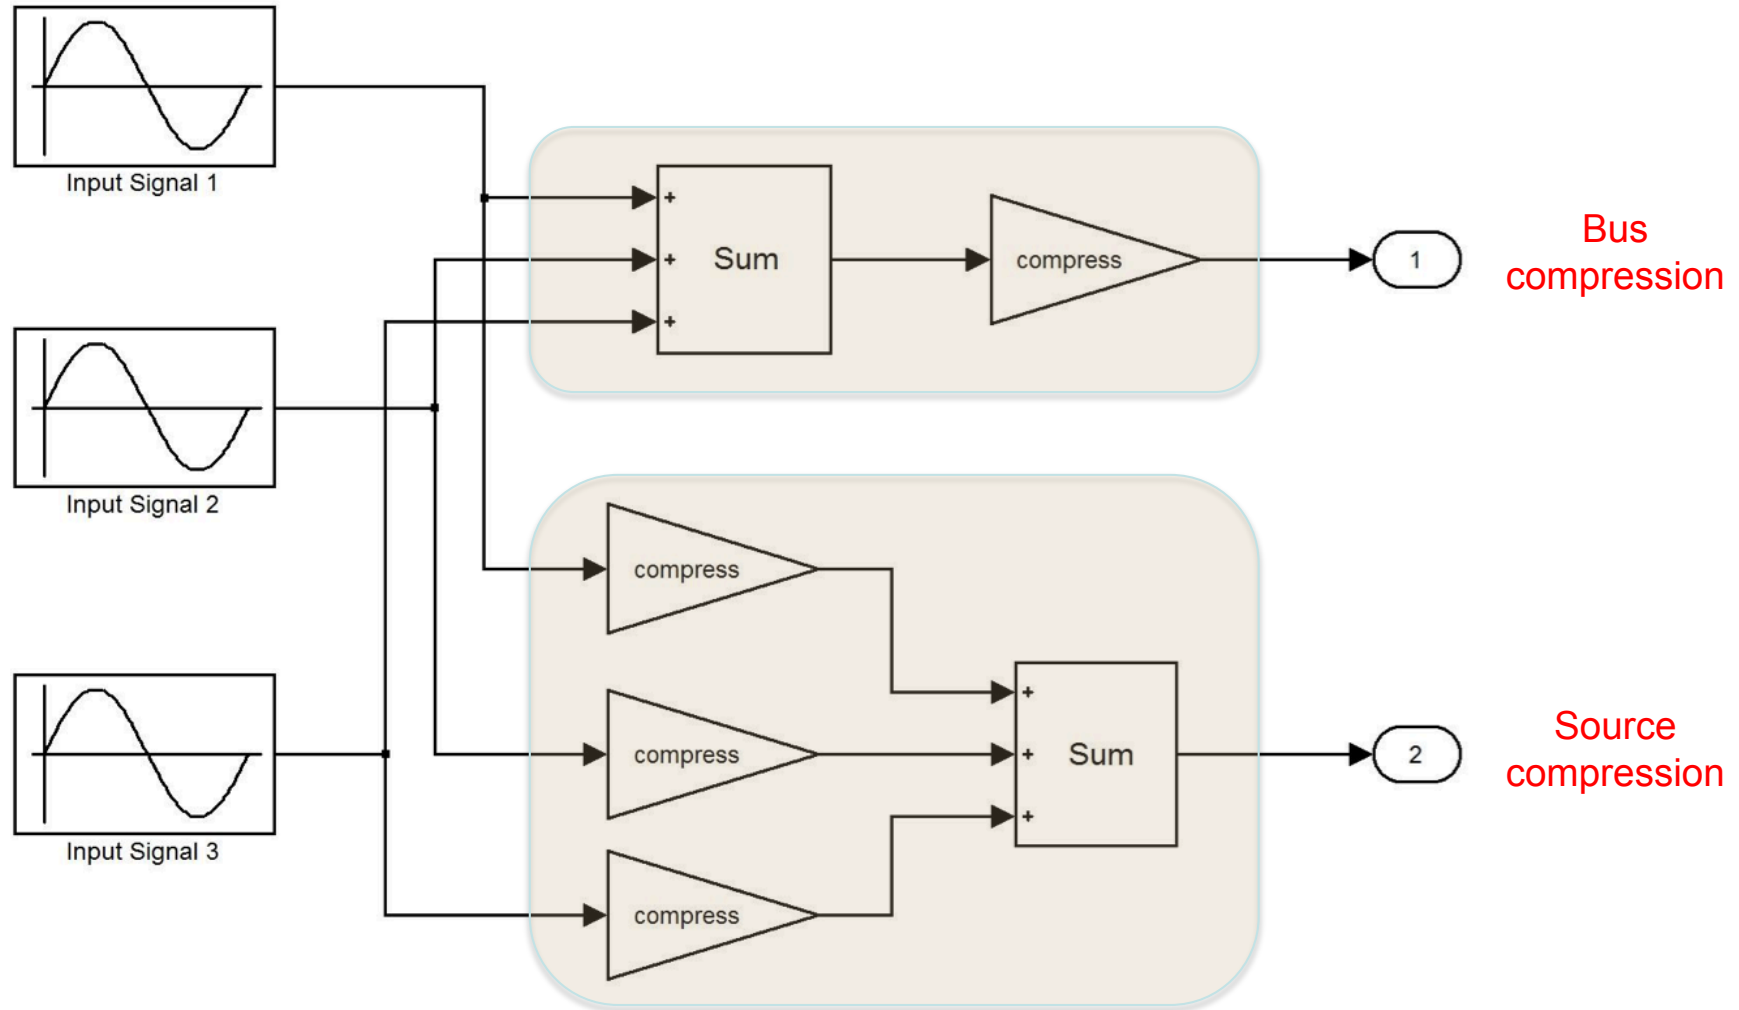 Input Signal 1
+
+
+
Sum
compress
1
Bus
compression
Input Signal 2
compress
compress
compress
+
+
+
Sum
2
Source
compression
Input Signal 3